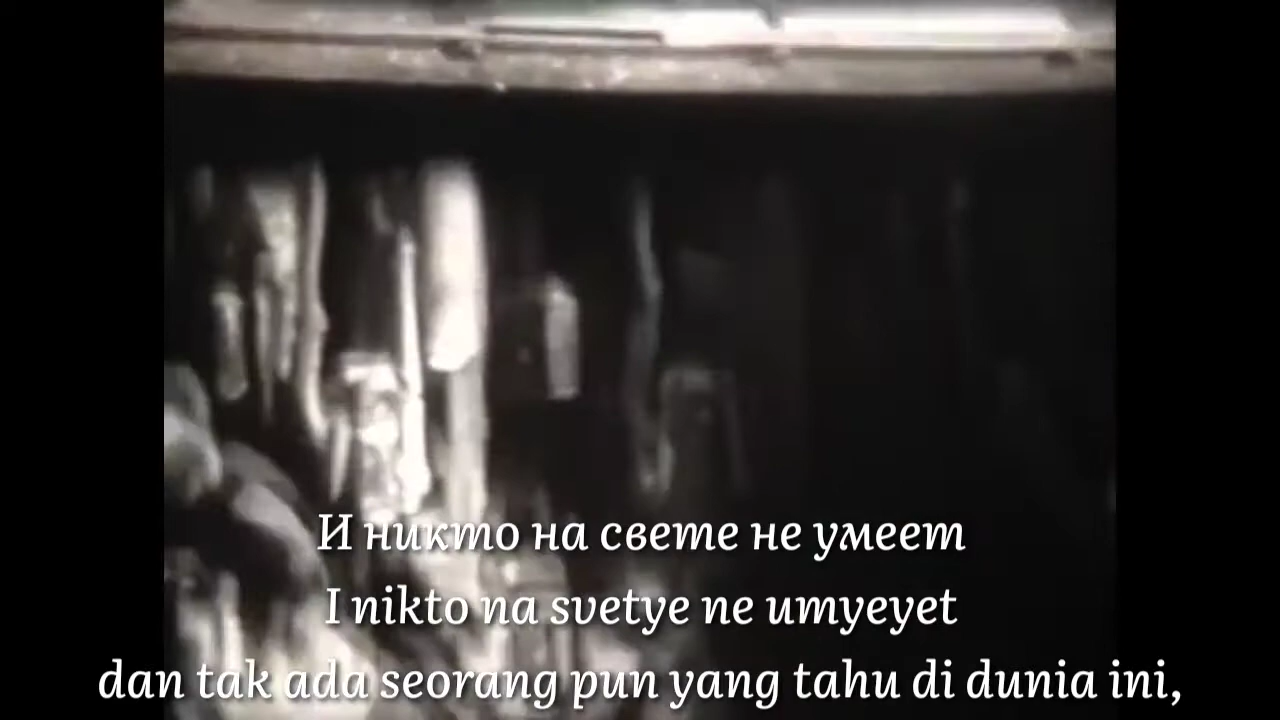 И никто на свете не умеет
I nikto na svetye ne umyeyet
dan tak ada seorang pun yang tahu di dunia ini,